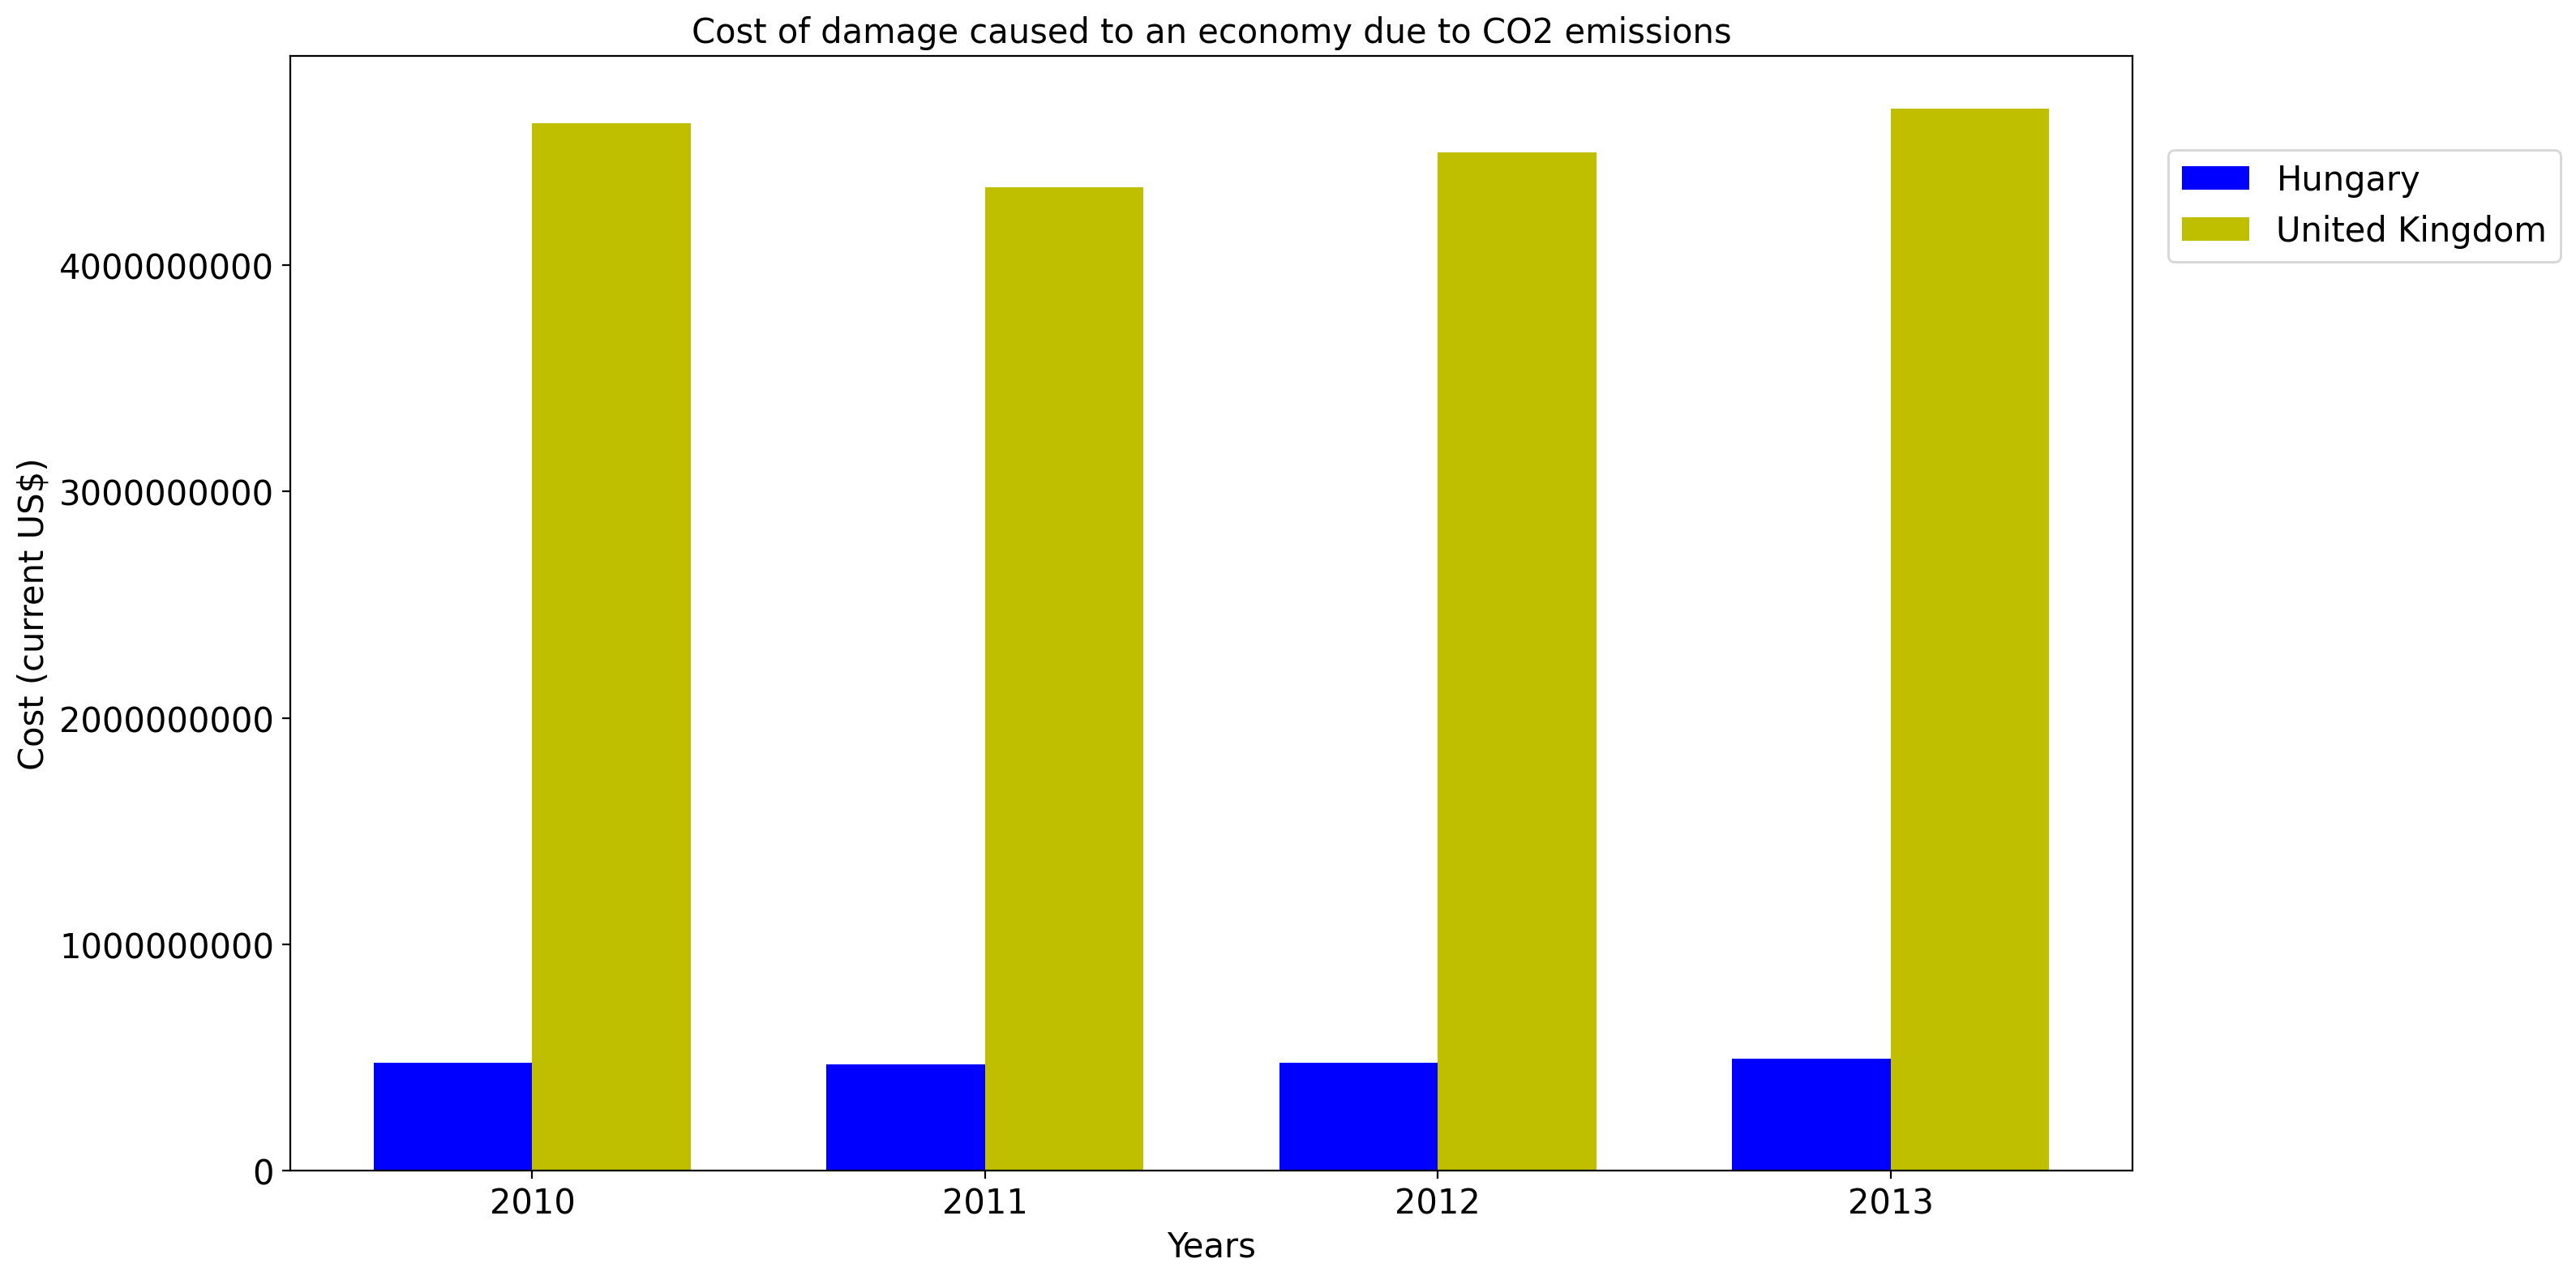 Cost of damage caused to an economy due to CO2 emissions
Cost (current US$)
4000000000
3000000000
2000000000
1000000000
0
2010 2011 2012 2013
Years
Hungary
United Kingdom